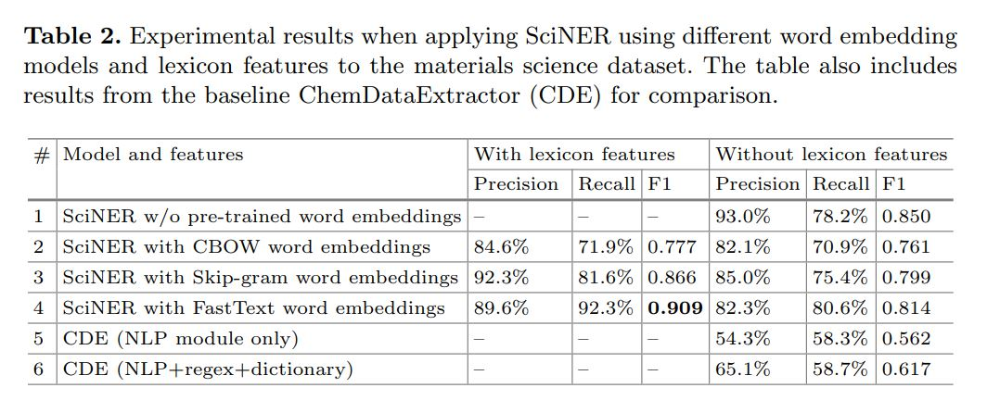 Table 2. Experimental results when applying SciNER using different word embedding
models and lexicon features to the materials science dataset. The table also includes
results from the baseline ChemDataExtractor (CDE) for comparison.
# Model and features With lexicon features Without lexicon features
Precision Recall F1 Precision Recall F1
1 SciNER w/o pre-trained word embeddings – – – 93.0% 78.2% 0.850
2 SciNER with CBOW word embeddings 84.6% 71.9% 0.777 82.1% 70.9% 0.761
3 SciNER with Skip-gram word embeddings 92.3% 81.6% 0.866 85.0% 75.4% 0.799
4 SciNER with FastText word embeddings 89.6% 92.3% 0.909 82.3% 80.6% 0.814
5 CDE (NLP module only) – – – 54.3% 58.3% 0.562
6 CDE (NLP+regex+dictionary) – – – 65.1% 58.7% 0.617